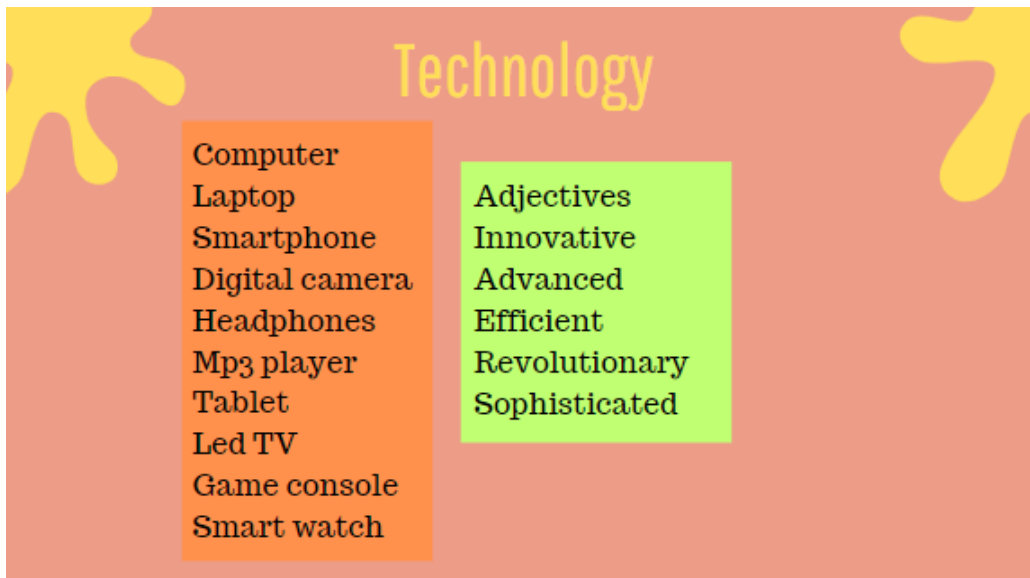 Technology
Computer
Laptop
Smartphone
Digital camera
Headphones
Mp3 player
Tablet
Led TV
Game console
Smart watch
Adjectives
Innovative
Advanced
Efficient
Revolutionary
Sophisticated